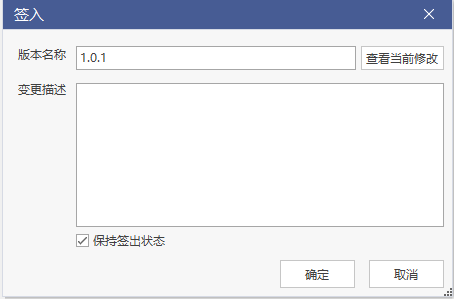 签入
版本名称 1.0.1 查看当前修改
变更描述
保持签出状态
确定 取消